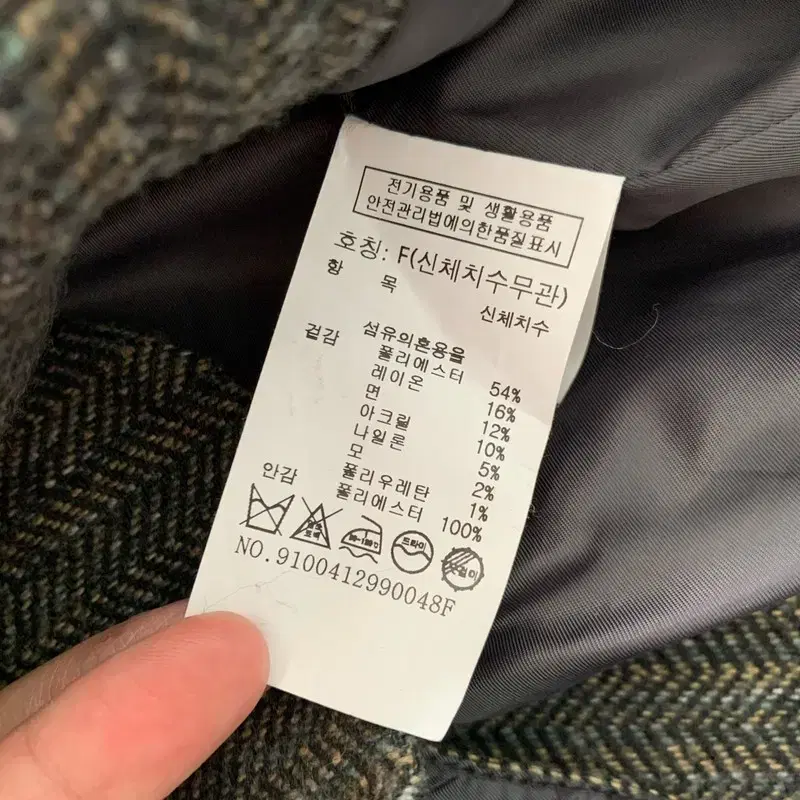 전기용품 및 생활용품
안전관리법에의한품질표시
호칭: F(신체치수무관)
항 목 신체치수
겉감 섬유의혼용율
폴리에스터 54%
레이온 16%
면 12%
아크릴 10%
나일론 5%
모 2%
폴리우레탄 1%
안감 폴리에스터 100%
드라이
NO.9100412990048F